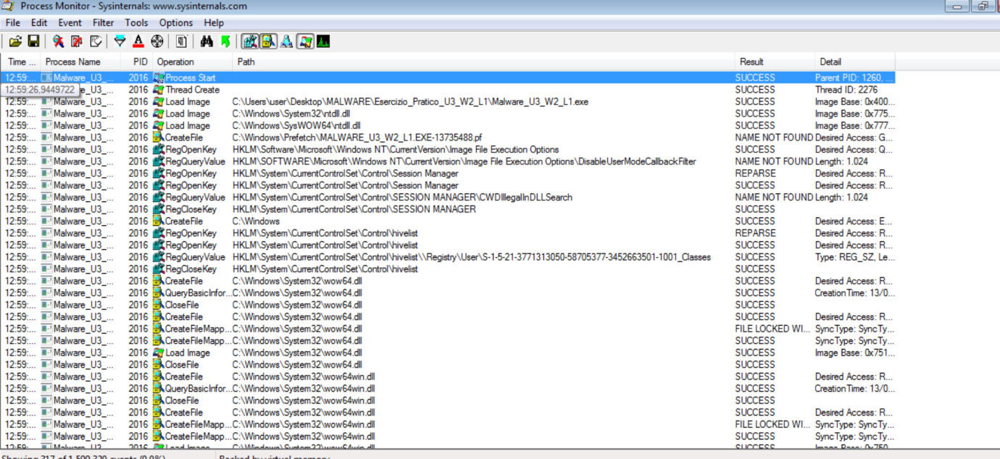 Process Monitor - Sysinternals: www.sysinternals.com
File Edit Event Filter Tools Options Help
Time ... Process Name PID Operation Path Result Detail
12:59:... Malware_U3_... 2016 Process Start SUCCESS Parent PID: 1260, ...
12:59:26,9449722 e_U3_... 2016 Thread Create SUCCESS Thread ID: 2276
12:59:... Malware_U3_... 2016 Load Image C:\Users\user\Desktop\MALWARE\Esercizio_Pratico_U3_W2_L1\Malware_U3_W2_L1.exe SUCCESS Image Base: 0x400...
12:59:... Malware_U3_... 2016 Load Image C:\Windows\System32\ntdll.dll SUCCESS Image Base: 0x775...
12:59:... Malware_U3_... 2016 Load Image C:\Windows\SysWOW64\ntdll.dll SUCCESS Image Base: 0x777...
12:59:... Malware_U3_... 2016 CreateFile C:\Windows\Prefetch\MALWARE_U3_W2_L1.EXE-13735488.pf NAME NOT FOUND Desired Access: G...
12:59:... Malware_U3_... 2016 RegOpenKey HKLM\Software\Microsoft\Windows NT\CurrentVersion\Image File Execution Options SUCCESS Desired Access: Q...
12:59:... Malware_U3_... 2016 RegQueryValue HKLM\SOFTWARE\Microsoft\Windows NT\CurrentVersion\Image File Execution Options\DisableUserModeCallbackFilter NAME NOT FOUND Length: 1.024
12:59:... Malware_U3_... 2016 RegOpenKey HKLM\System\CurrentControlSet\Control\Session Manager REPARSE Desired Access: R...
12:59:... Malware_U3_... 2016 RegOpenKey HKLM\System\CurrentControlSet\Control\Session Manager SUCCESS Desired Access: R...
12:59:... Malware_U3_... 2016 RegQueryValue HKLM\System\CurrentControlSet\Control\SESSION MANAGER\CWDIllegalInDLLSearch NAME NOT FOUND Length: 1.024
12:59:... Malware_U3_... 2016 RegCloseKey HKLM\System\CurrentControlSet\Control\SESSION MANAGER SUCCESS
12:59:... Malware_U3_... 2016 CreateFile C:\Windows SUCCESS Desired Access: E...
12:59:... Malware_U3_... 2016 RegOpenKey HKLM\System\CurrentControlSet\Control\hivelist REPARSE Desired Access: R...
12:59:... Malware_U3_... 2016 RegOpenKey HKLM\System\CurrentControlSet\Control\hivelist SUCCESS Desired Access: R...
12:59:... Malware_U3_... 2016 RegQueryValue HKLM\System\CurrentControlSet\Control\hivelist\\Registry\User\S-1-5-21-3771313050-58705377-3452663501-1001_Classes SUCCESS Type: REG_SZ, Le...
12:59:... Malware_U3_... 2016 RegCloseKey HKLM\System\CurrentControlSet\Control\hivelist SUCCESS
12:59:... Malware_U3_... 2016 CreateFile C:\Windows\System32\wow64.dll SUCCESS Desired Access: R...
12:59:... Malware_U3_... 2016 QueryBasicInfor...C:\Windows\System32\wow64.dll SUCCESS CreationTime: 13/0...
12:59:... Malware_U3_... 2016 CloseFile C:\Windows\System32\wow64.dll SUCCESS
12:59:... Malware_U3_... 2016 CreateFile C:\Windows\System32\wow64.dll SUCCESS Desired Access: R...
12:59:... Malware_U3_... 2016 CreateFileMapp...C:\Windows\System32\wow64.dll FILE LOCKED WI... SyncType: SyncTy...
12:59:... Malware_U3_... 2016 CreateFileMapp...C:\Windows\System32\wow64.dll SUCCESS SyncType: SyncTy...
12:59:... Malware_U3_... 2016 Load Image C:\Windows\System32\wow64.dll SUCCESS Image Base: 0x751...
12:59:... Malware_U3_... 2016 CloseFile C:\Windows\System32\wow64.dll SUCCESS
12:59:... Malware_U3_... 2016 CreateFile C:\Windows\System32\wow64win.dll SUCCESS Desired Access: R...
12:59:... Malware_U3_... 2016 QueryBasicInfor...C:\Windows\System32\wow64win.dll SUCCESS CreationTime: 13/0...
12:59:... Malware_U3_... 2016 CloseFile C:\Windows\System32\wow64win.dll SUCCESS
12:59:... Malware_U3_... 2016 CreateFile C:\Windows\System32\wow64win.dll SUCCESS Desired Access: R...
12:59:... Malware_U3_... 2016 CreateFileMapp...C:\Windows\System32\wow64win.dll FILE LOCKED WI... SyncType: SyncTy...
12:59:... Malware_U3_... 2016 CreateFileMapp...C:\Windows\System32\wow64win.dll SUCCESS SyncType: SyncTy...
12:59:... Malware_U3_... 2016 Load Image C:\Windows\System32\wow64win.dll SUCCESS Image Base: 0x750...
Showing 317 of 1.590.320 events (0.0%) Backed by virtual memory